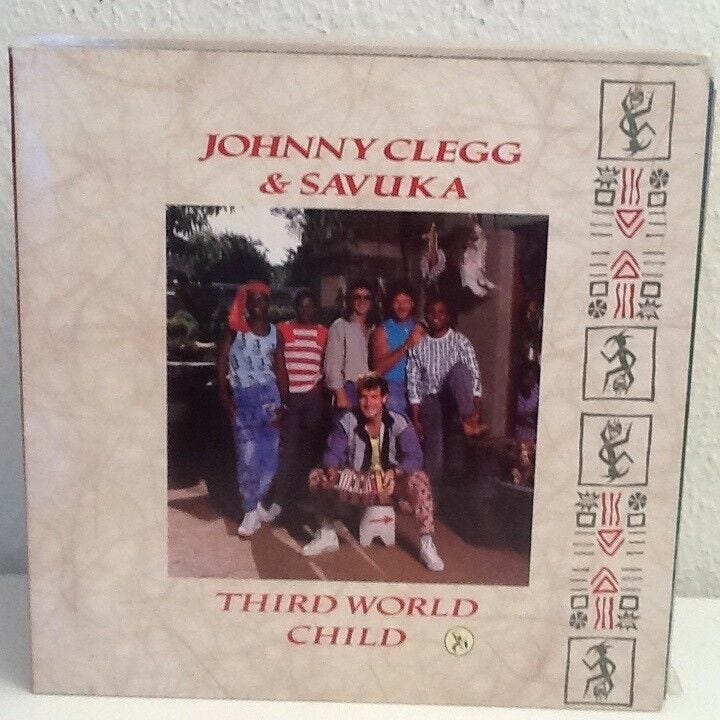 JOHNNY CLEGG
& SAVUKA
THIRD WORLD
CHILD